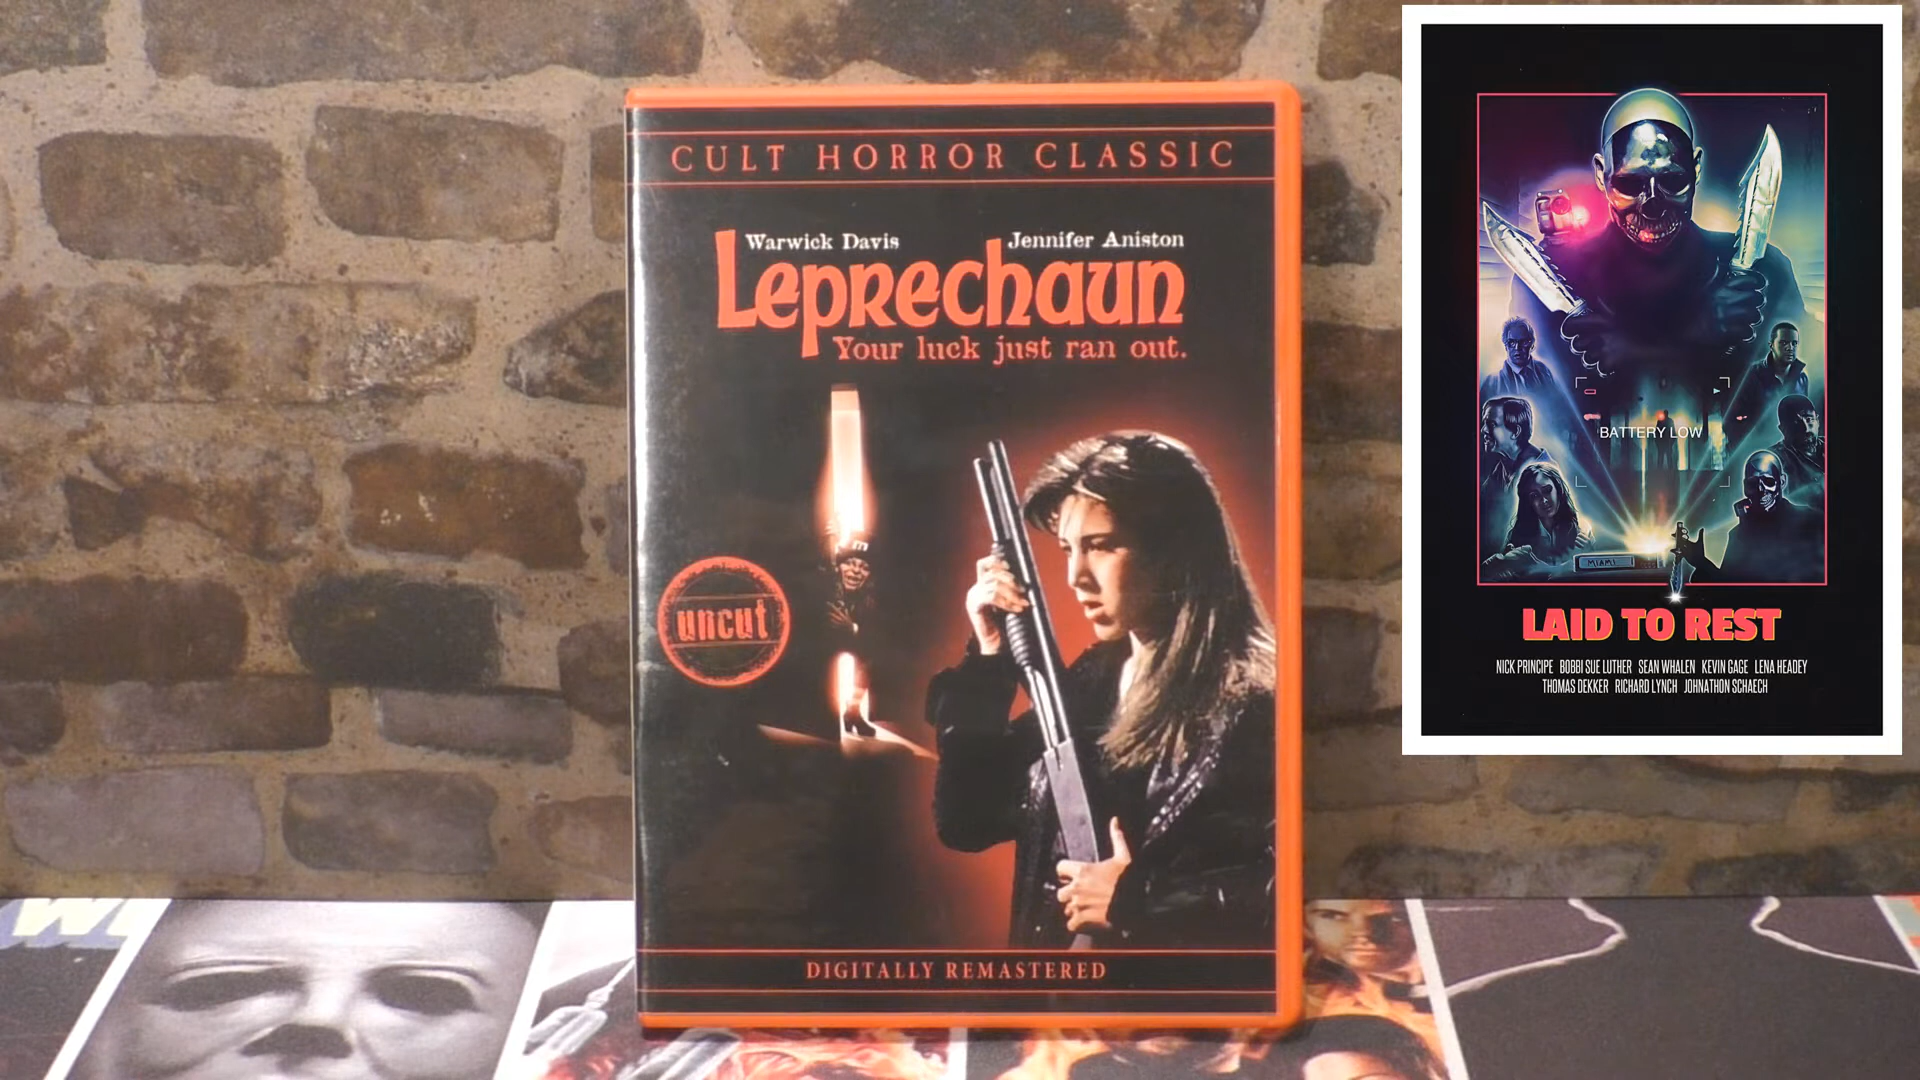 CULT HORROR CLASSIC
Warwick Davis Jennifer Aniston
Leprechaun
Your luck just ran out.
uncut
DIGITALLY REMASTERED
BATTERY LOW
MIAMI
LAID TO REST
NICK PRINCIPE BOBBI SUE LUTHER SEAN WHALEN KEVIN GAGE LENA HEADEY
THOMAS DEKKER RICHARD LYNCH JOHNATHON SCHAECH